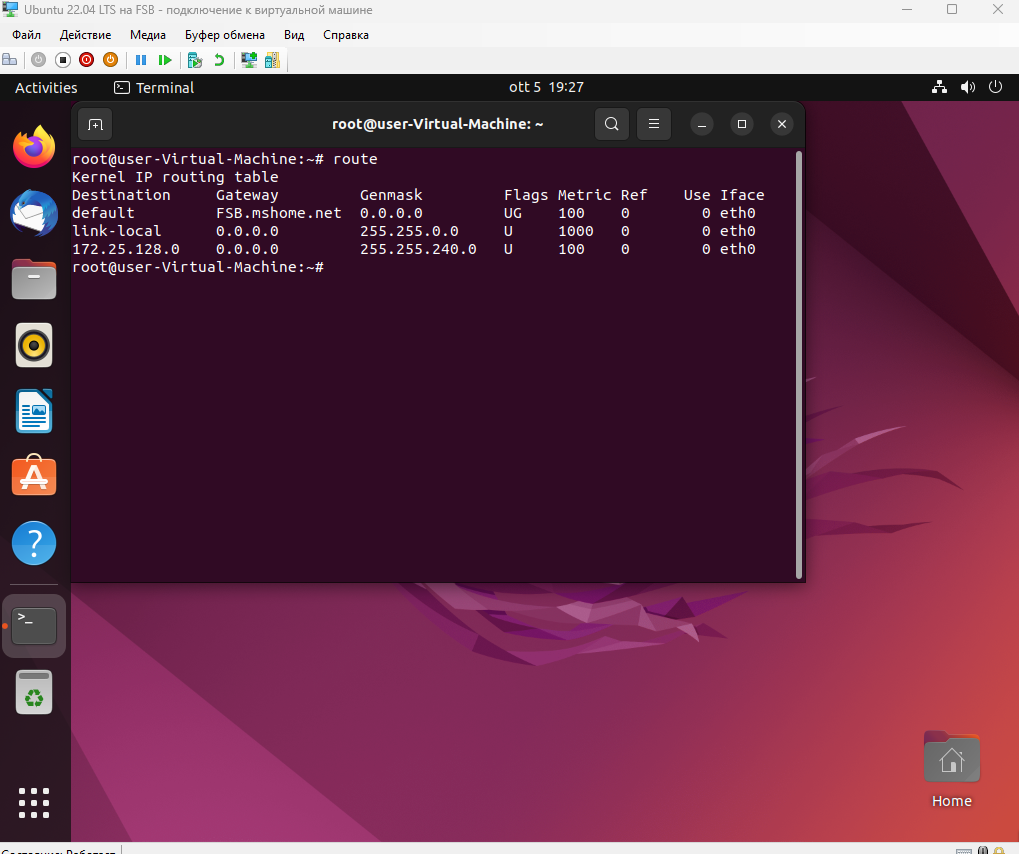 Ubuntu 22.04 LTS на FSB - подключение к виртуальной машине
Файл Действие Медиа Буфер обмена Вид Справка
Activities Terminal ott 5 19:27
root@user-Virtual-Machine: ~
root@user-Virtual-Machine:~# route
Kernel IP routing table
Destination Gateway Genmask Flags Metric Ref Use Iface
default FSB.mshome.net 0.0.0.0 UG 100 0 0 eth0
link-local 0.0.0.0 255.255.0.0 U 1000 0 0 eth0
172.25.128.0 0.0.0.0 255.255.240.0 U 100 0 0 eth0
root@user-Virtual-Machine:~#
Home
Состояние: Работает